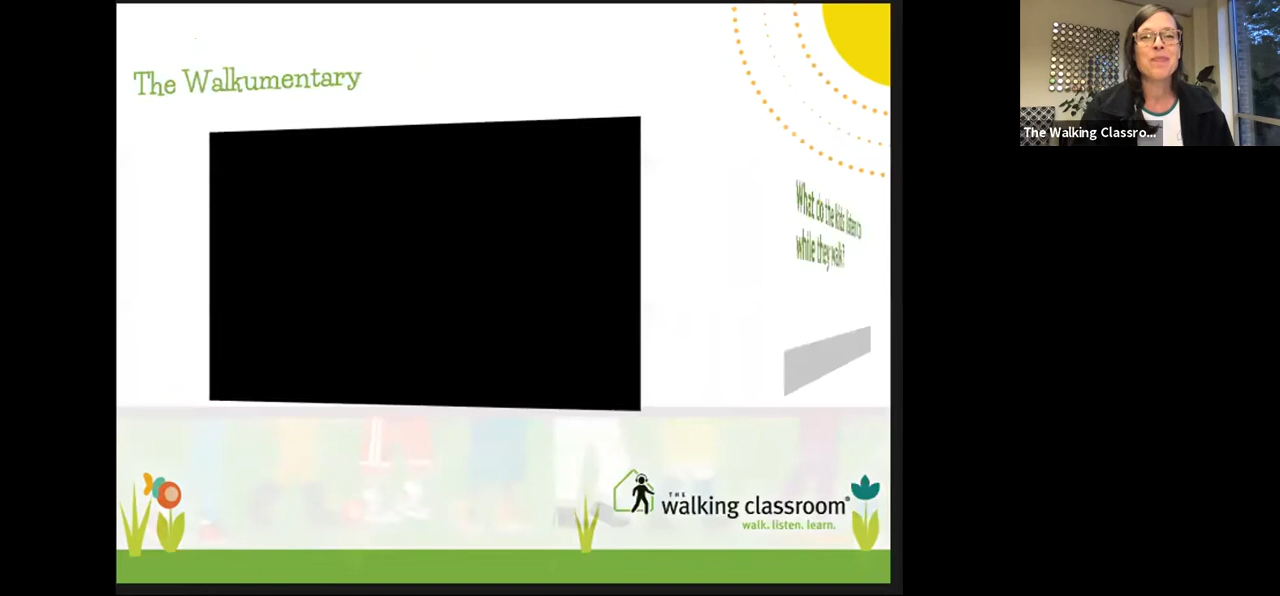 The Walkumentary
The Walking Classro...
What do the kids listen to
while they walk?
THE
walking classroom®
walk. listen. learn.